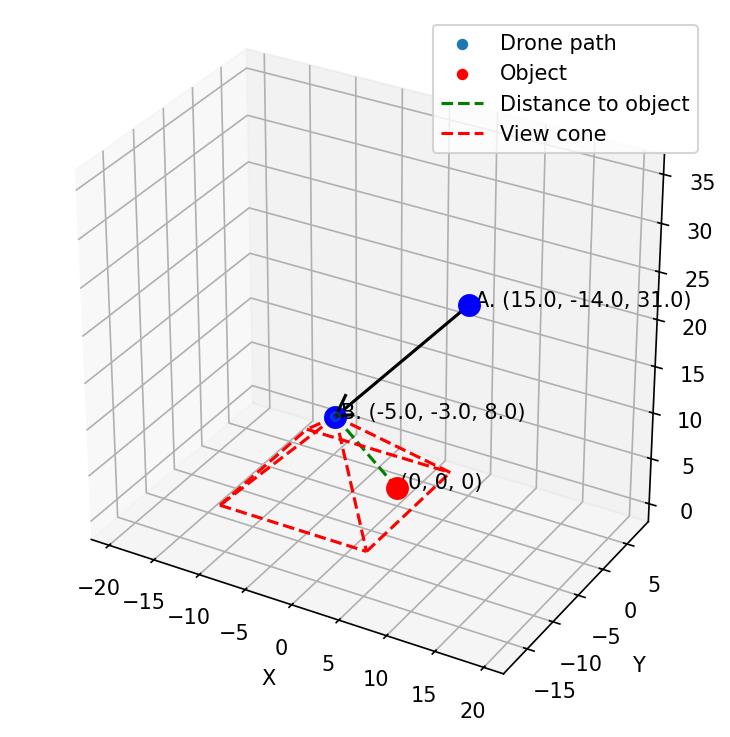 Drone path
Object
Distance to object
View cone
A. (15.0, -14.0, 31.0)
B. (-5.0, -3.0, 8.0)
(0, 0, 0)
35
30
25
20
15
10
5
0
−20
−15
−10
−5
0
5
10
15
20
X
5
0
−5
−10
−15
Y